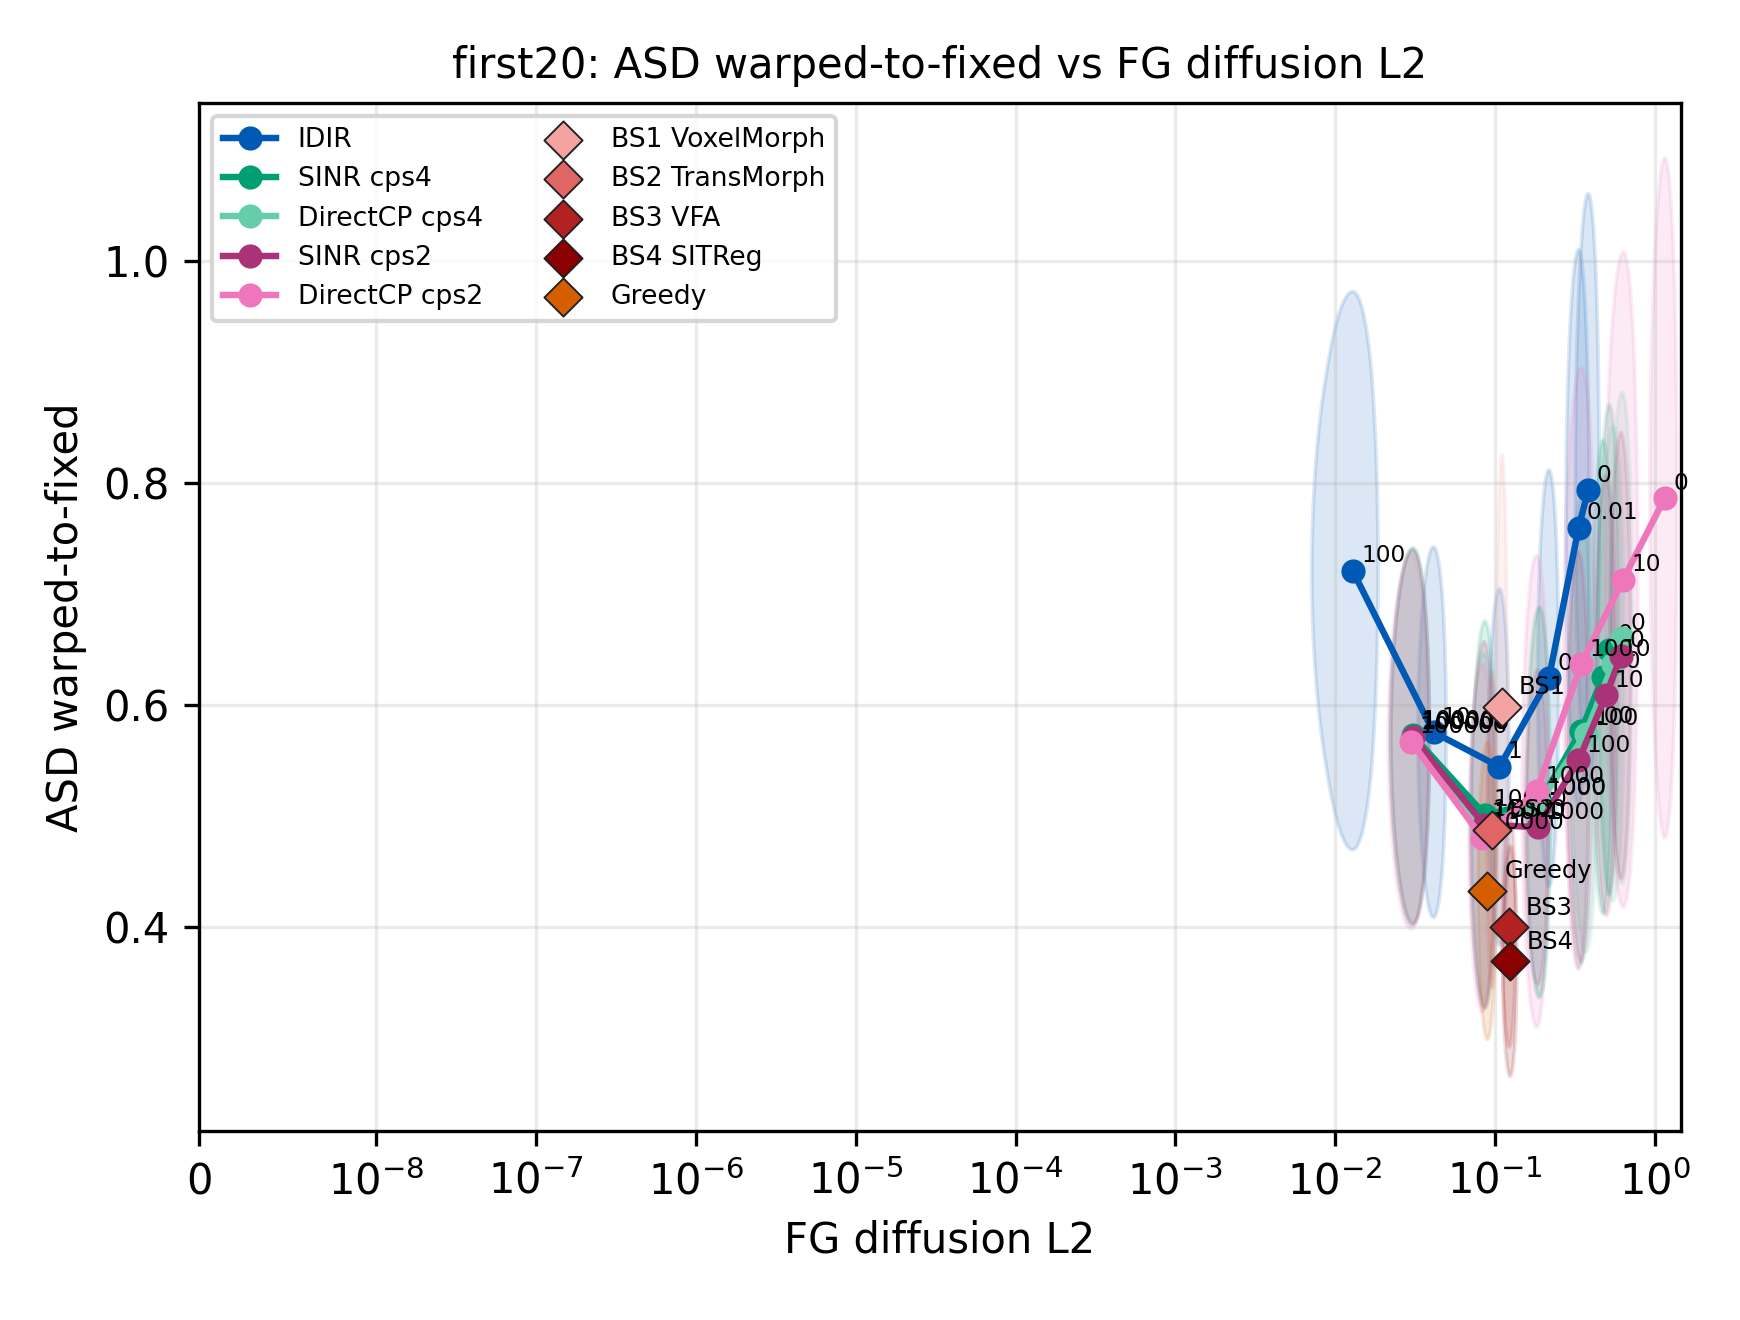 first20: ASD warped-to-fixed vs FG diffusion L2
IDIR
SINR cps4
DirectCP cps4
SINR cps2
DirectCP cps2
BS1 VoxelMorph
BS2 TransMorph
BS3 VFA
BS4 SITReg
Greedy
ASD warped-to-fixed
1.0
0.8
0.6
0.4
0
0
0.01
10
100
BS1
10
100
1
1000
Greedy
BS3
BS4
0
10⁻⁸
10⁻⁷
10⁻⁶
10⁻⁵
10⁻⁴
10⁻³
10⁻²
10⁻¹
10⁰
FG diffusion L2